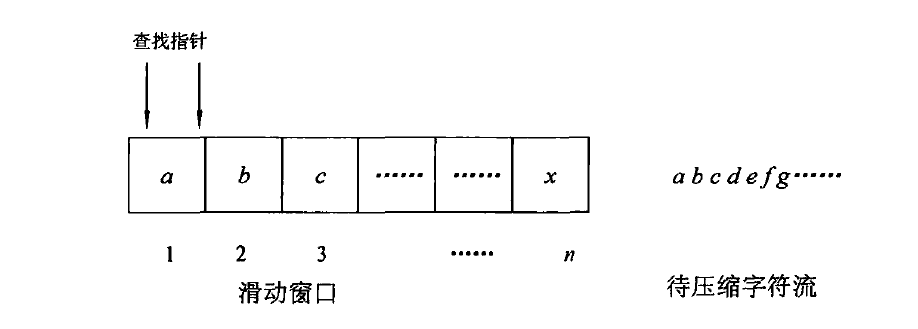 查找指针
a b c …… …… x a b c d e f g ……
1 2 3 …… n
滑动窗口 待压缩字符流